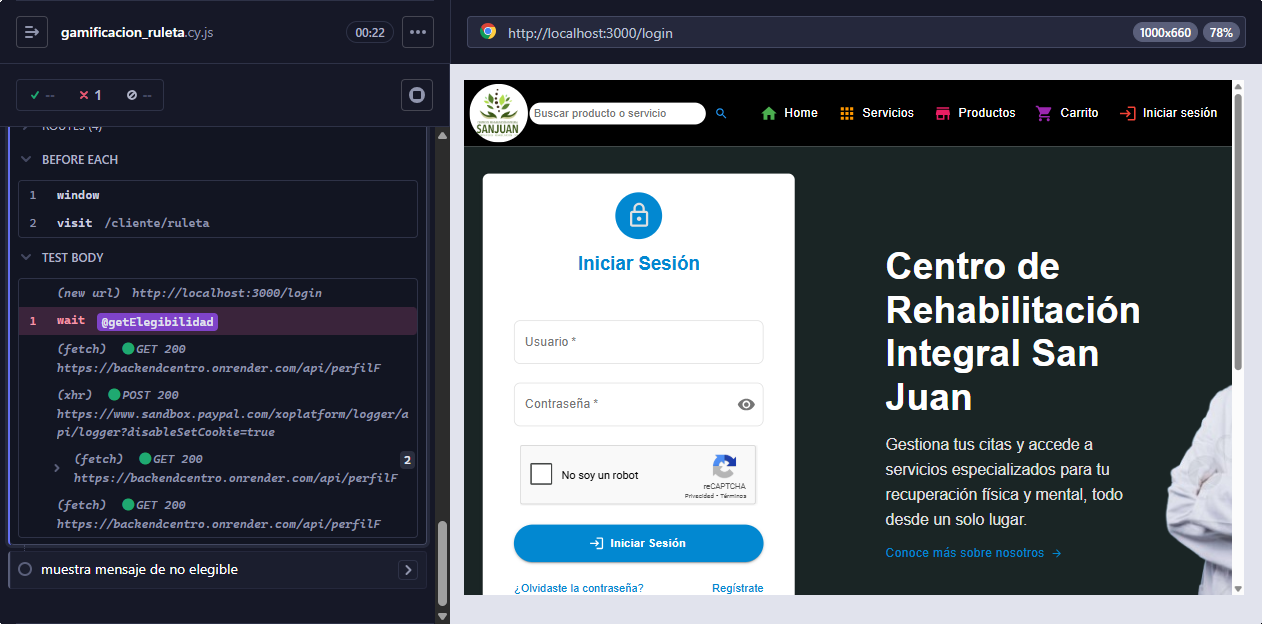 gamificacion_ruleta.cy.js
00:22
-- 1 --
ROUTES (4)
BEFORE EACH
1 window
2 visit /cliente/ruleta
TEST BODY
(new url) http://localhost:3000/login
1 wait @getElegibilidad
(fetch) GET 200
https://backendcentro.onrender.com/api/perilF
(xhr) POST 200
https://www.sandbox.paypal.com/xoplatform/logger/a
pi/logger?disableSetCookie=true
(fetch) GET 200 2
https://backendcentro.onrender.com/api/perfilF
(fetch) GET 200
https://backendcentro.onrender.com/api/perfilF
muestra mensaje de no elegible
http://localhost:3000/login 1000x660 78%
SANJUAN
Buscar producto o servicio
Home Servicios Productos Carrito Iniciar sesión
Iniciar Sesión
Usuario *
Contraseña *
No soy un robot
reCAPTCHA
Privacidad - Términos
Iniciar Sesión
¿Olvidaste la contraseña? Regístrate
Centro de
Rehabilitación
Integral San
Juan
Gestiona tus citas y accede a
servicios especializados para tu
recuperación física y mental, todo
desde un solo lugar.
Conoce más sobre nosotros →